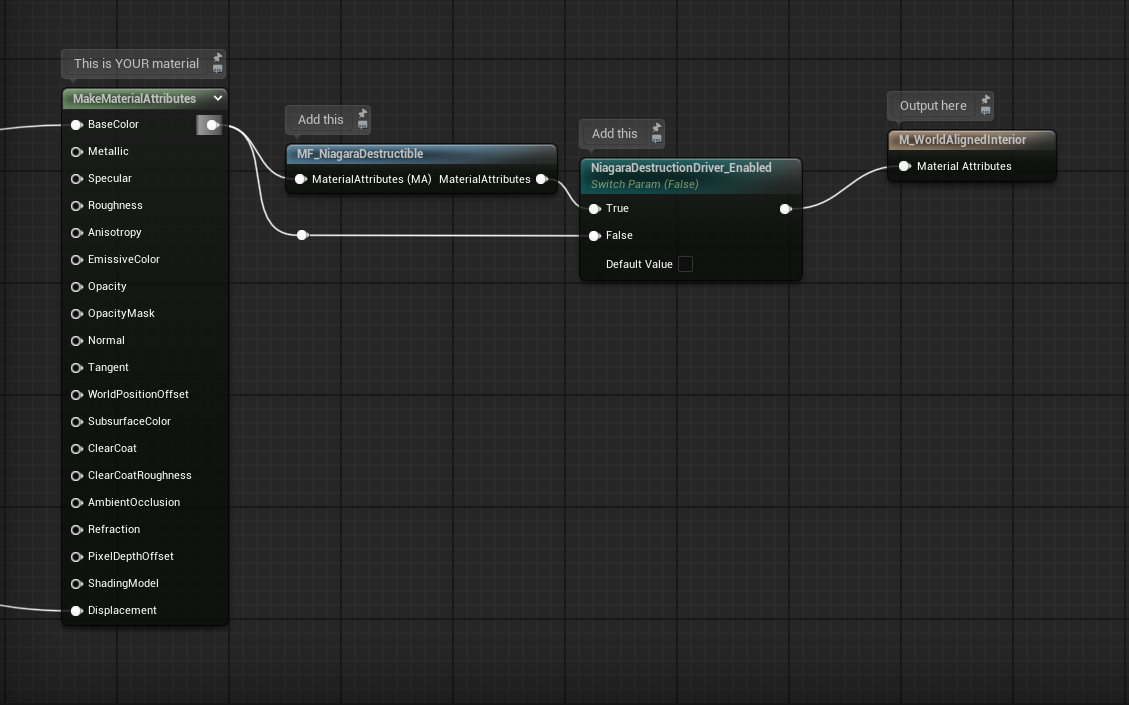 This is YOUR material
MakeMaterialAttributes
BaseColor
Metallic
Specular
Roughness
Anisotropy
EmissiveColor
Opacity
OpacityMask
Normal
Tangent
WorldPositionOffset
SubsurfaceColor
ClearCoat
ClearCoatRoughness
AmbientOcclusion
Refraction
PixelDepthOffset
ShadingModel
Displacement
Add this
MF_NiagaraDestructible
MaterialAttributes (MA) MaterialAttributes
Add this
NiagaraDestructionDriver_Enabled
Switch Param (False)
True
False
Default Value
Output here
M_WorldAlignedInterior
Material Attributes